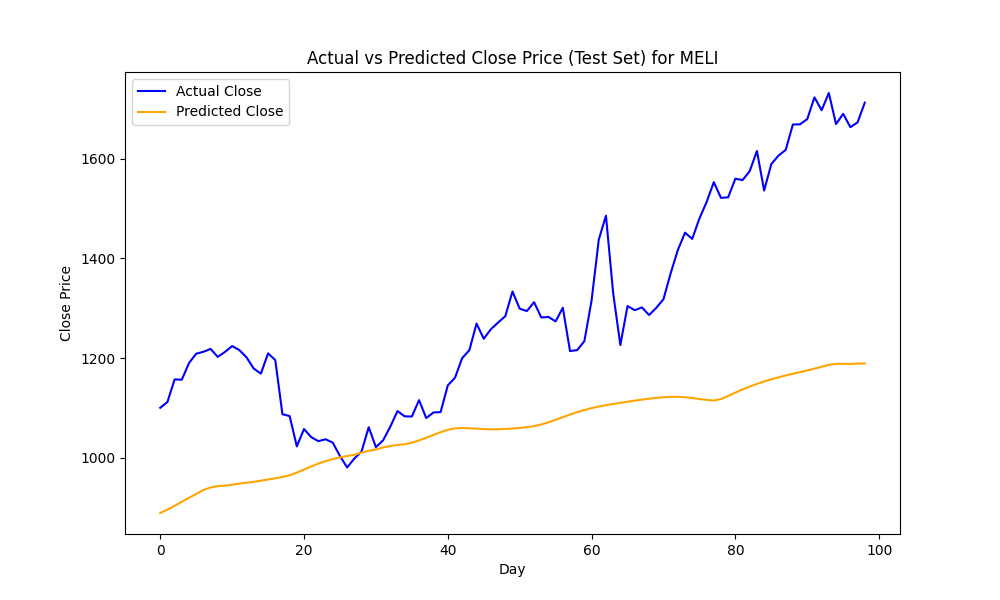 Actual vs Predicted Close Price (Test Set) for MELI
Actual Close
Predicted Close
1600
1400
1200
1000
Close Price
0 20 40 60 80 100
Day